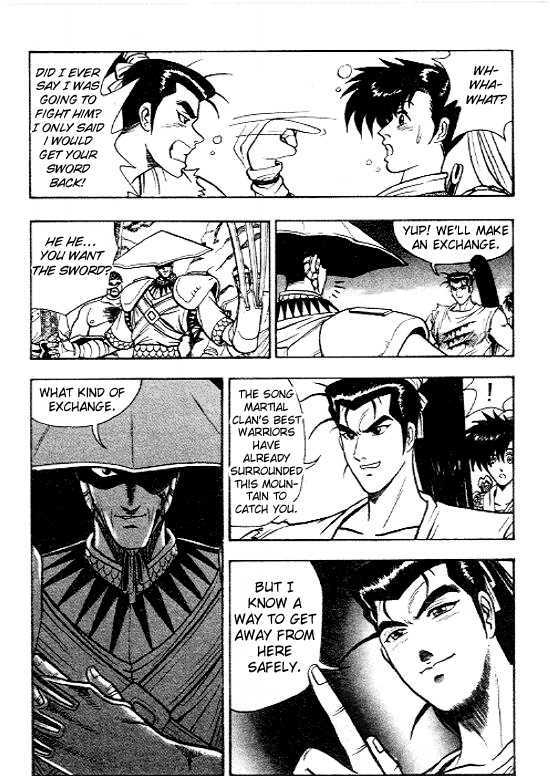 DID I EVER
SAY I WAS
GOING TO
FIGHT HIM?
I ONLY SAID
I WOULD
GET YOUR
SWORD
BACK!
WH-
WHA-
WHAT?
HE HE...
YOU WANT
THE SWORD?
YUP! WE'LL MAKE
AN EXCHANGE.
WHAT KIND OF
EXCHANGE.
THE SONG
MARTIAL
CLAN'S BEST
WARRIORS
HAVE
ALREADY
SURROUNDED
THIS MOUN-
TAIN TO
CATCH YOU.
!
BUT I
KNOW A
WAY TO GET
AWAY FROM
HERE
SAFELY.